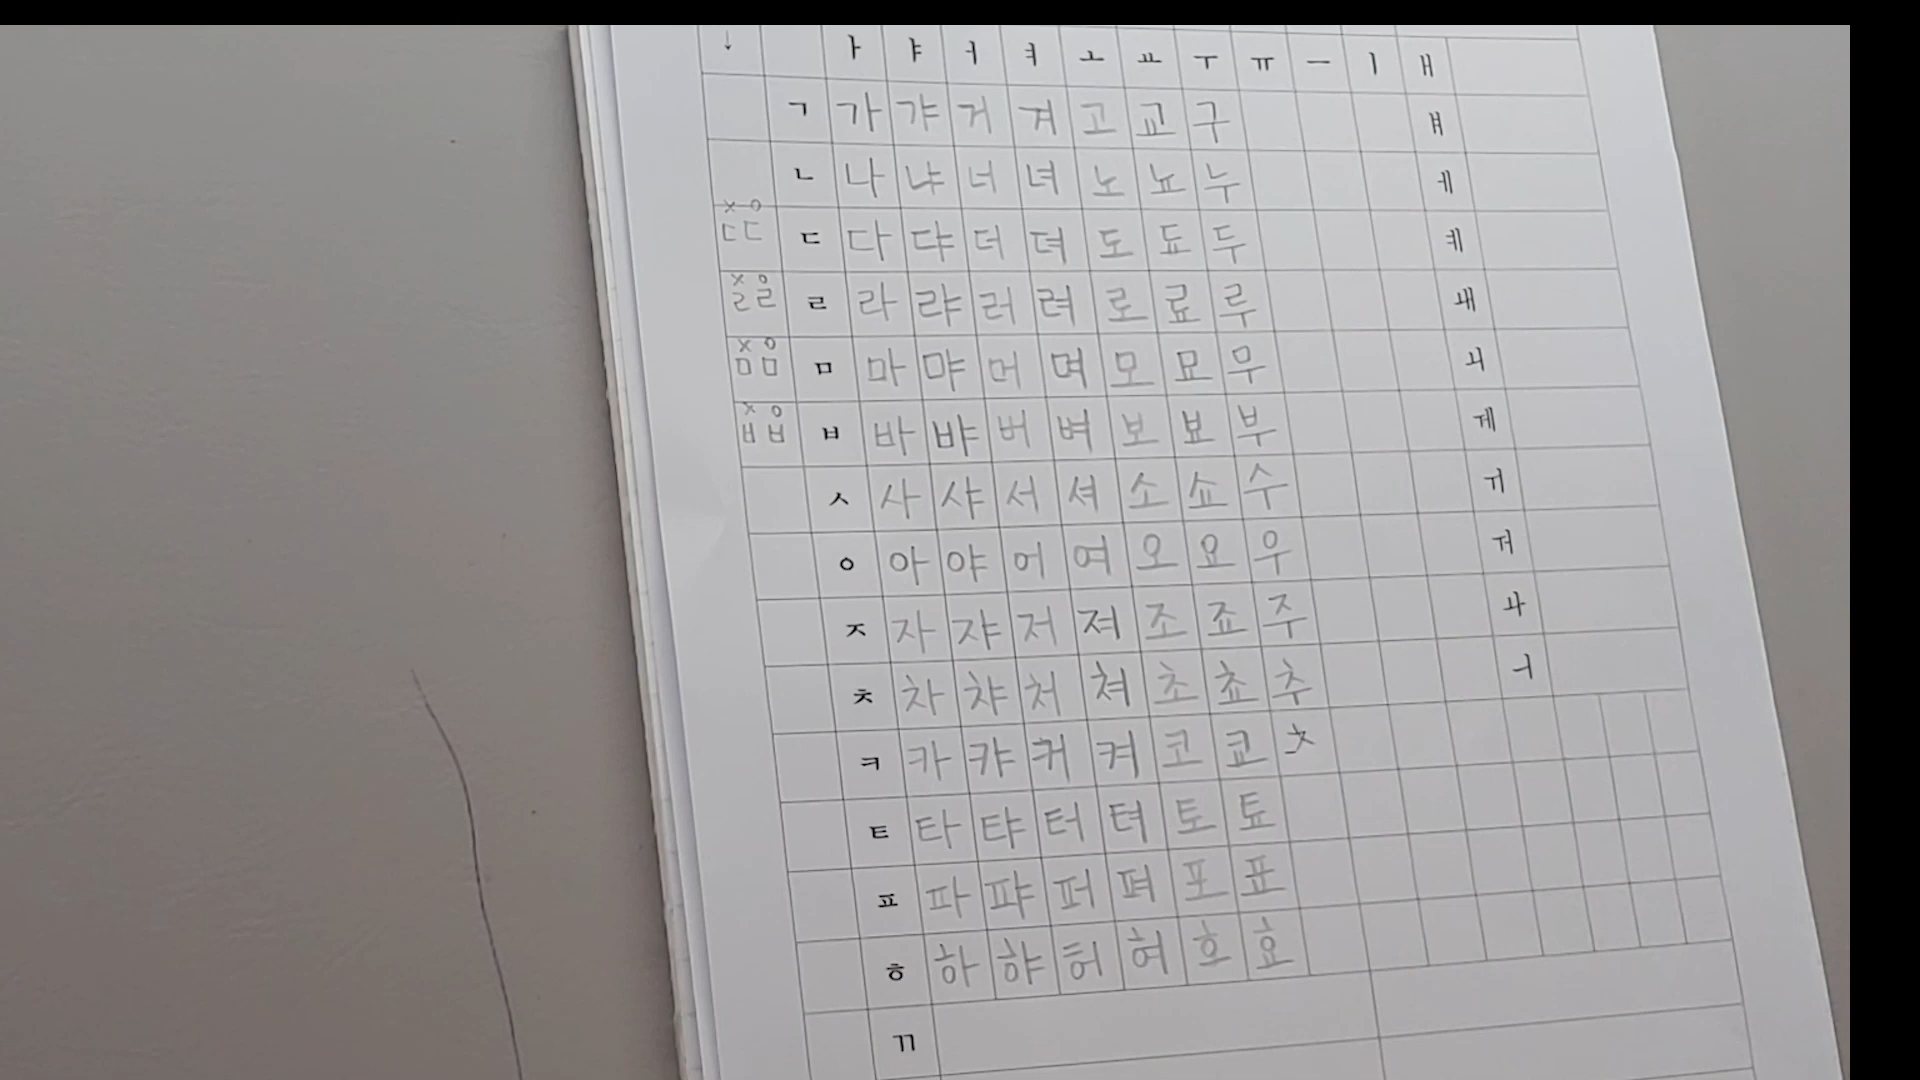 ↓ ㅏ ㅑ ㅓ ㅕ ㅗ ㅛ ㅜ ㅠ ㅡ ㅣ ㅐ
ㄱ 가 갸 거 겨 고 교 구 ㅒ
ㄴ 나 냐 너 녀 노 뇨 누 ㅔ
x o
ㄷㄷ ㄷ 다 댜 더 뎌 도 됴 두 ㅖ
x o
ㄹㄹ ㄹ 라 랴 러 려 로 료 루 ㅙ
x o
ㅁㅁ ㅁ 마 먀 머 며 모 묘 무 ㅚ
x o
ㅂㅂ ㅂ 바 뱌 버 벼 보 뵤 부 ㅞ
ㅅ 사 샤 서 셔 소 쇼 수 ㅟ
ㅇ 아 야 어 여 오 요 우 ㅝ
ㅈ 자 쟈 저 져 조 죠 주 ㅘ
ㅊ 차 챠 처 쳐 초 쵸 추 ㅢ
ㅋ 카 캬 커 켜 코 쿄
ㅌ 타 탸 터 텨 토 툐
ㅍ 파 퍄 퍼 펴 포 표
ㅎ 하 햐 허 혀 호 효
ㄲ